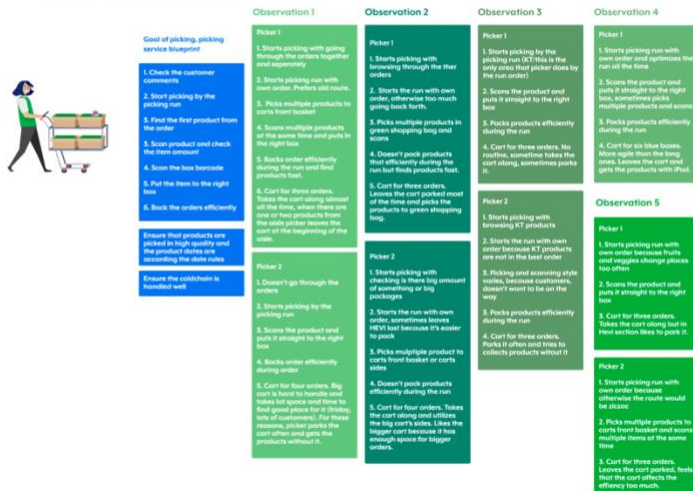 Goal of picking, picking
service blueprint
1. Check the customer
comments
2. Start picking by the
picking run
3. Find the first product from
the order
3. Scan product and check
the item amount
4. Scan the box barcode
5. Put the item to the right
box
6. Back the orders efficiently
Ensure that products are
picked in high quality and
the product dates are
according the date rules
Ensure the coldchain is
handled well
Observation 1
Picker 1
1. Starts picking with going
through the orders together
and seperately
2. Starts picking run with
own order. Prefers old route.
3. Picks multiple products to
carts front basket
4. Scans multiple products
at the same time and puts in
the right box
5. Backs order efficiently
during the run and finds
products fast.
6. Cart for three orders.
Takes the cart along almost
all the time, when there are
one or two products from
the aisle picker leaves the
cart at the beginning of the
aisle.
Picker 2
1. Doesn't go through the
orders
2. Starts picking by the
picking run
3. Scans the product and
puts it straight to the right
box
4. Backs order efficiently
during order
5. Cart for four orders. Big
cart is hard to handle and
takes lot space and time to
find good place for it (friday,
lots of customers). For these
reasons, picker parks the
cart often and gets the
products without it.
Observation 2
Picker 1
1. Starts picking with
browsing through the ther
orders
2. Starts the run with own
order, otherwise too much
going back forth.
3. Picks multiple products in
green shopping bag and
scans
4. Doesn't pack products
that efficiently during the
run but finds products fast.
5. Cart for three orders.
Leaves the cart parked most
of the time and picks the
products to green shopping
bag.
Picker 2
1. Starts picking with
checking is there big amount
of something or big
packages
2. Starts the run with own
order, sometimes leaves
HEVI last because it's easier
to pack
3. Picks mulptiple product to
carts front basket or carts
sides
4. Doesn't pack products
efficiently during the run
5. Cart for four orders. Takes
the cart along and utilizes
the big cart's sides. Likes the
bigger cart because it has
enough space for bigger
orders.
Observation 3
Picker 1
1. Starts picking by the
picking run (KT:this is the
only area that picker does by
the run order)
2. Scans the product and
puts it straight to the right
box
3. Packs products efficiently
during the run
4. Cart for three orders. No
routine, sometime takes the
cart along, sometimes parks
it.
Picker 2
1. Starts picking with
browsing KT products
2. Starts the run with own
order because KT products
are not in the best order
3. Picking and scanning style
varies, because customers,
doesn't want to be on the
way
3. Packs products efficiently
during the run
4. Cart for three orders.
Parks it often and tries to
collects products witout it
Observation 4
Picker 1
1. Starts picking run with
own order and optimizes the
run all the time
2. Scans the product and
puts it straight to the right
box, sometimes picks
multiple products and scans
3. Packs products efficiently
during the run
4. Cart for six blue boxes.
More agile than the long
ones. Leaves the cart and
gets the products with iPod.
Observation 5
Picker 1
1. Starts picking run with
own order because fruits
and veggies change places
too often
2. Scans the product and
puts it straight to the right
box
3. Cart for three orders.
Takes the cart along but in
Hevi section likes to park it.
Picker 2
1. Starts picking run with
own order because
otherwise the route would
be ziczac
2. Picks multiple products to
carts front basket and scans
multiple items at the same
time
3. Cart for three orders.
Leaves the cart parked, feels
that the cart affects the
effiency too much.